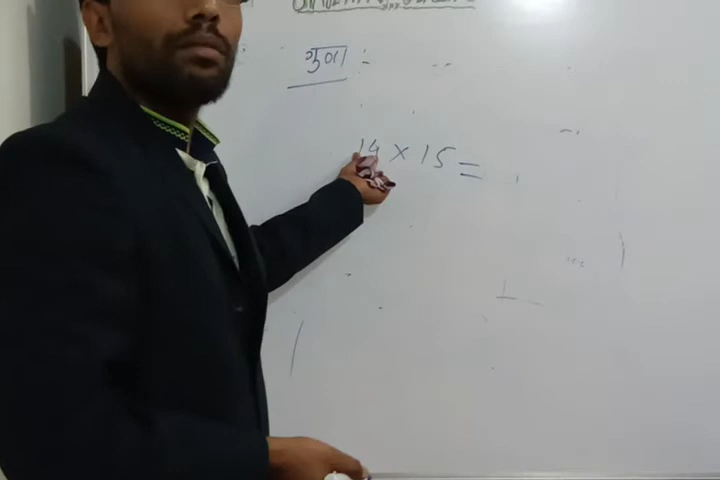 गुणा :-
14 × 15 =